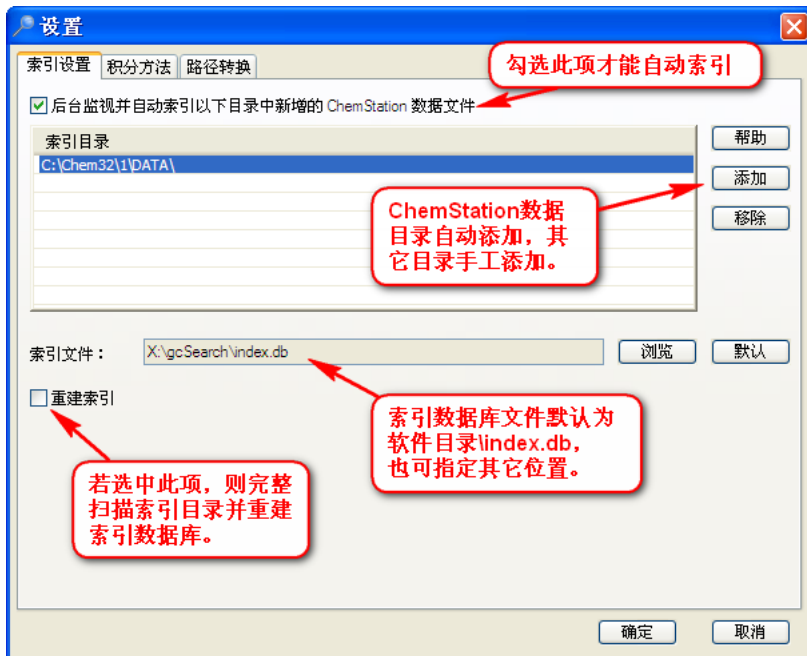 设置
索引设置 积分方法 路径转换
勾选此项才能自动索引
后台监视并自动索引以下目录中新增的 ChemStation 数据文件
索引目录
C:\Chem32\1\DATA\
帮助
添加
移除
ChemStation数据
目录自动添加，其
它目录手工添加。
索引文件： X:\gcSearch\index.db 浏览 默认
重建索引
索引数据库文件默认为
软件目录\index.db，
也可指定其它位置。
若选中此项，则完整
扫描索引目录并重建
索引数据库。
确定 取消